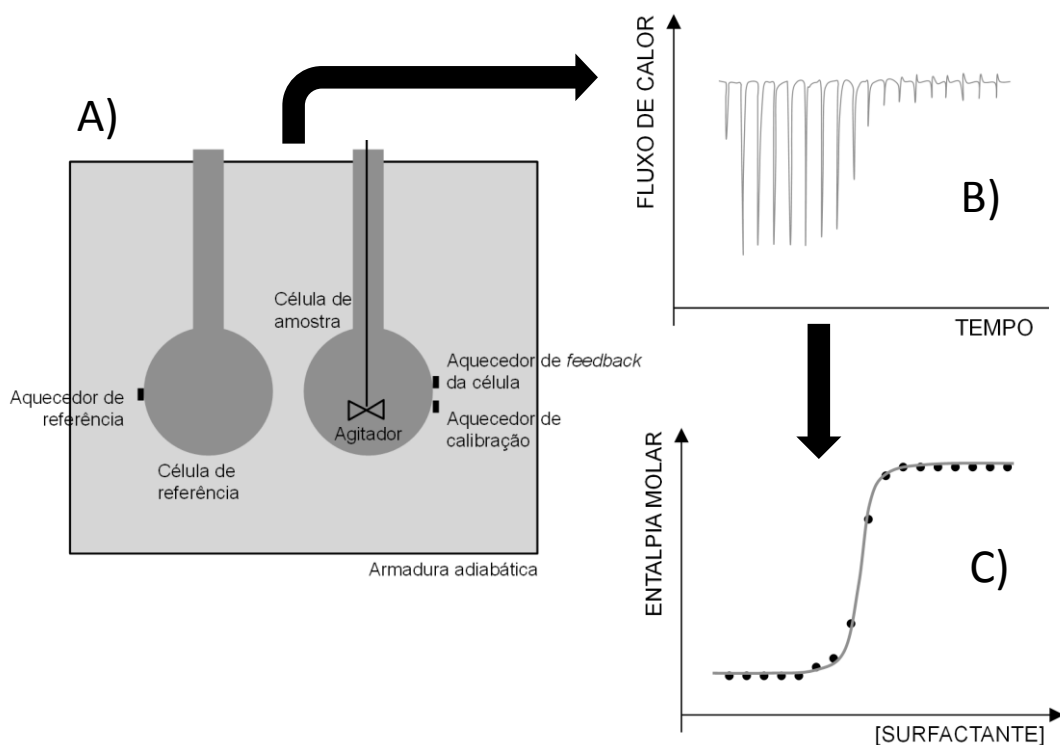 A)
Célula de
amostra
Aquecedor de feedback
da célula
Aquecedor de
referência
Agitador
Aquecedor de
calibração
Célula de
referência
Armadura adiabática
FLUXO DE CALOR
B)
TEMPO
ENTALPIA MOLAR
C)
[SURFACTANTE]